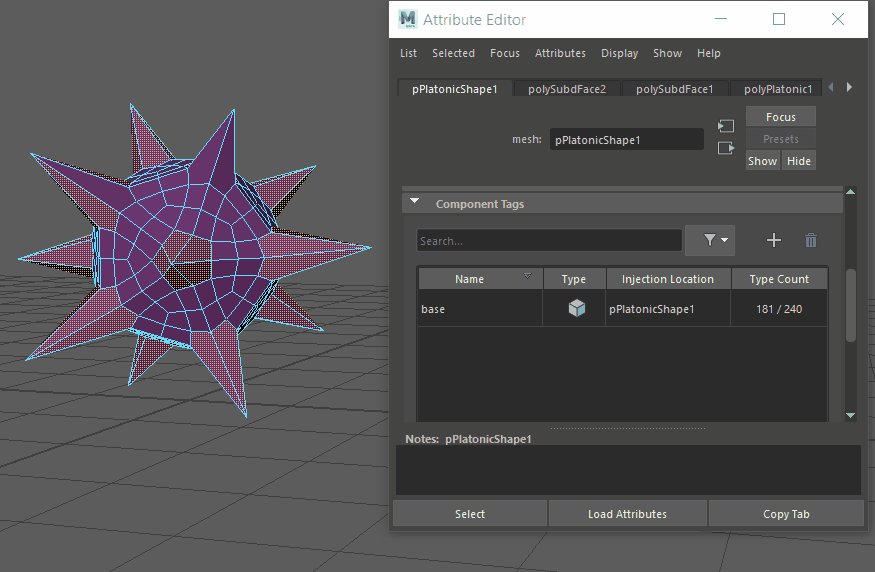 Attribute Editor
List Selected Focus Attributes Display Show Help
pPlatonicShape1 polySubdFace2 polySubdFace1 polyPlatonic1
Focus
mesh: pPlatonicShape1
Presets
Show Hide
Component Tags
Search...
Name Type Injection Location Type Count
base pPlatonicShape1 181 / 240
Notes: pPlatonicShape1
Select Load Attributes Copy Tab